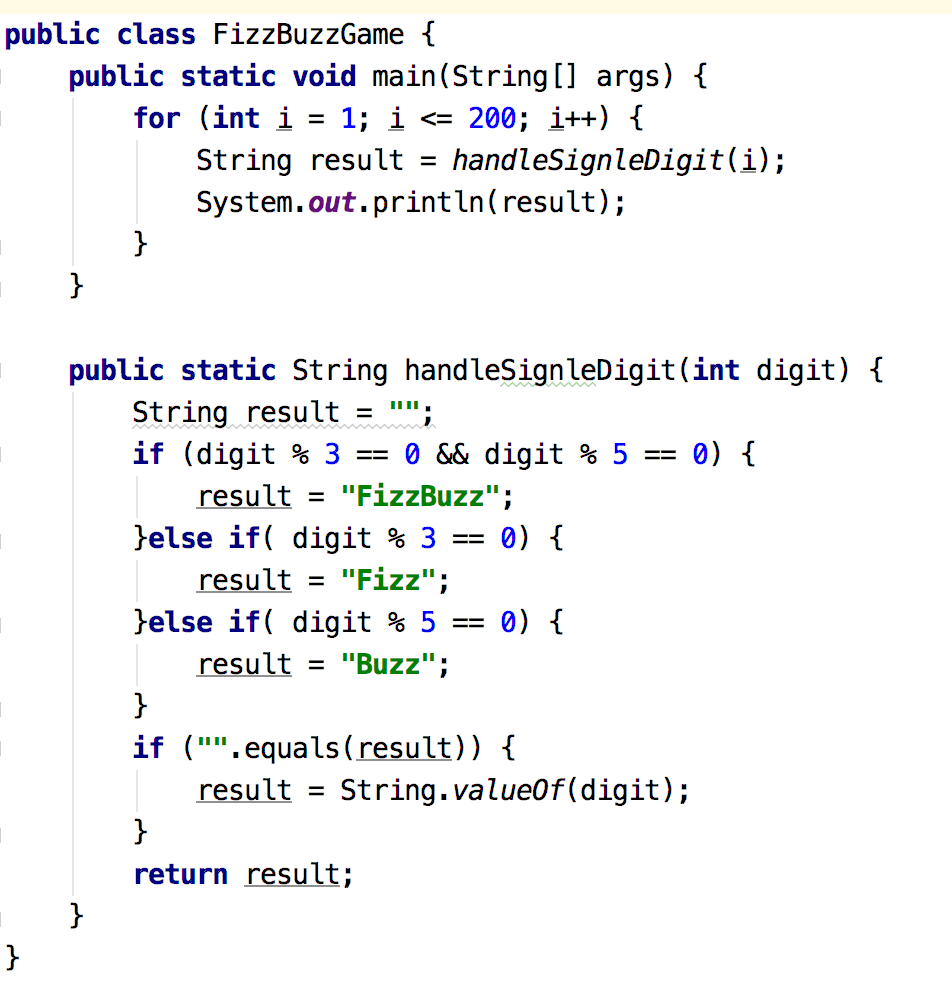 public class FizzBuzzGame {
    public static void main(String[] args) {
        for (int i = 1; i <= 200; i++) {
            String result = handleSignleDigit(i);
            System.out.println(result);
        }
    }

    public static String handleSignleDigit(int digit) {
        String result = "";
        if (digit % 3 == 0 && digit % 5 == 0) {
            result = "FizzBuzz";
        }else if( digit % 3 == 0) {
            result = "Fizz";
        }else if( digit % 5 == 0) {
            result = "Buzz";
        }
        if ("".equals(result)) {
            result = String.valueOf(digit);
        }
        return result;
    }
}